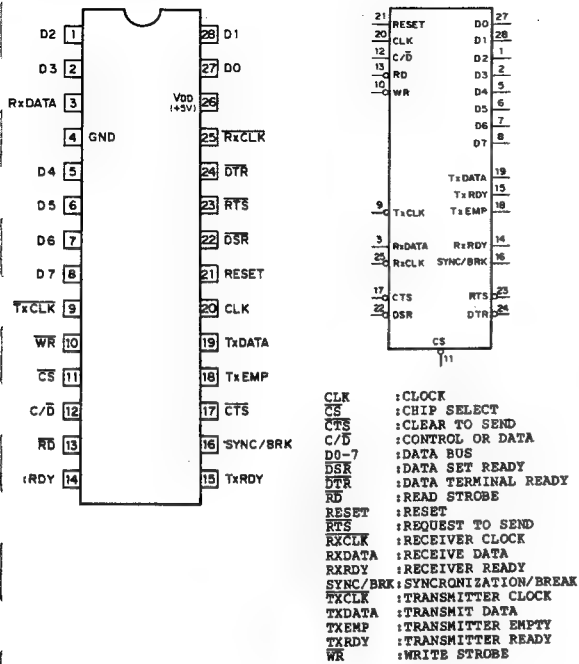 D2 1 28 D1
D3 2 27 D0
RxDATA 3 VDD (+5V) 26
4 GND 25 RxCLK
D4 5 24 DTR
D5 6 23 RTS
D6 7 22 DSR
D7 8 21 RESET
TxCLK 9 20 CLK
WR 10 19 TxDATA
CS 11 18 TxEMP
C/D 12 17 CTS
RD 13 16 SYNC/BRK
:RDY 14 15 TxRDY
21 RESET D0 27
20 CLK D1 28
12 C/D D2 1
13 RD D3 2
10 WR D4 5
D5 6
D6 7
D7 8
TxDATA 19
TxRDY 15
9 TxCLK TxEMP 18
3 RxDATA RxRDY 14
25 RxCLK SYNC/BRK 16
17 CTS RTS 23
22 DSR DTR 24
CS
11
CLK :CLOCK
CS :CHIP SELECT
CTS :CLEAR TO SEND
C/D :CONTROL OR DATA
D0-7 :DATA BUS
DSR :DATA SET READY
DTR :DATA TERMINAL READY
RD :READ STROBE
RESET :RESET
RTS :REQUEST TO SEND
RXCLK :RECEIVER CLOCK
RXDATA :RECEIVE DATA
RXRDY :RECEIVER READY
SYNC/BRK:SYNCRONIZATION/BREAK
TXCLK :TRANSMITTER CLOCK
TXDATA :TRANSMIT DATA
TXEMP :TRANSMITTER EMPTY
TXRDY :TRANSMITTER READY
WR :WRITE STROBE